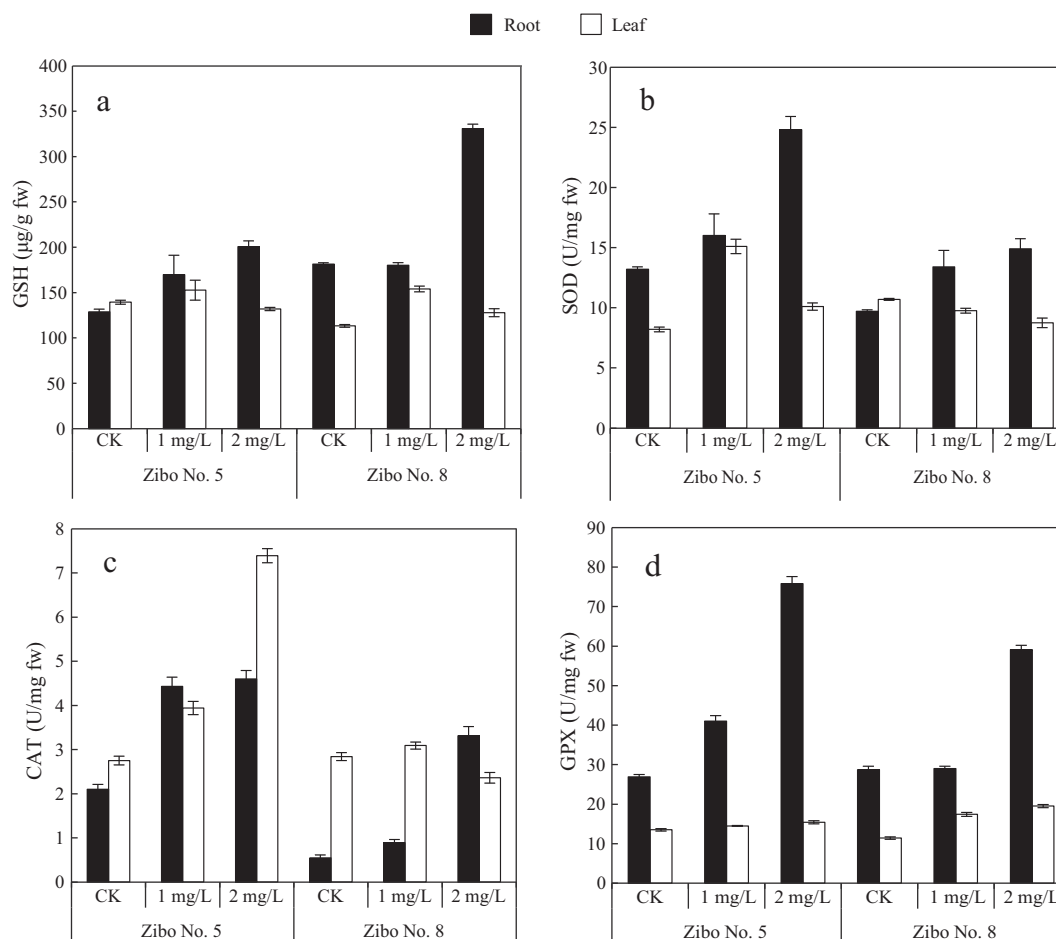 Root Leaf
a
GSH (μg/g fw)
400
350
300
250
200
150
100
50
0
CK 1 mg/L 2 mg/L CK 1 mg/L 2 mg/L
Zibo No. 5 Zibo No. 8
b
SOD (U/mg fw)
30
25
20
15
10
5
0
CK 1 mg/L 2 mg/L CK 1 mg/L 2 mg/L
Zibo No. 5 Zibo No. 8
c
CAT (U/mg fw)
8
7
6
5
4
3
2
1
0
CK 1 mg/L 2 mg/L CK 1 mg/L 2 mg/L
Zibo No. 5 Zibo No. 8
d
GPX (U/mg fw)
90
80
70
60
50
40
30
20
10
0
CK 1 mg/L 2 mg/L CK 1 mg/L 2 mg/L
Zibo No. 5 Zibo No. 8